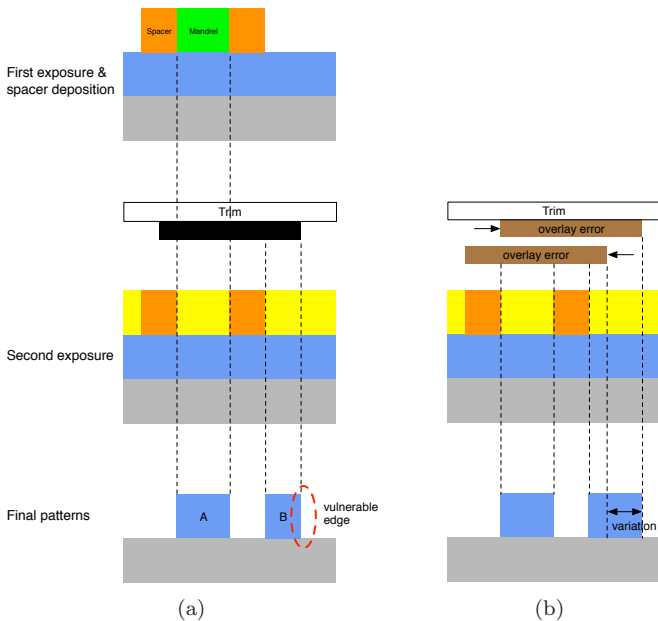 Spacer
Mandrel
First exposure &
spacer deposition
Trim
Trim
overlay error
overlay error
Second exposure
Final patterns
A
B
vulnerable
edge
variation
(a)
(b)